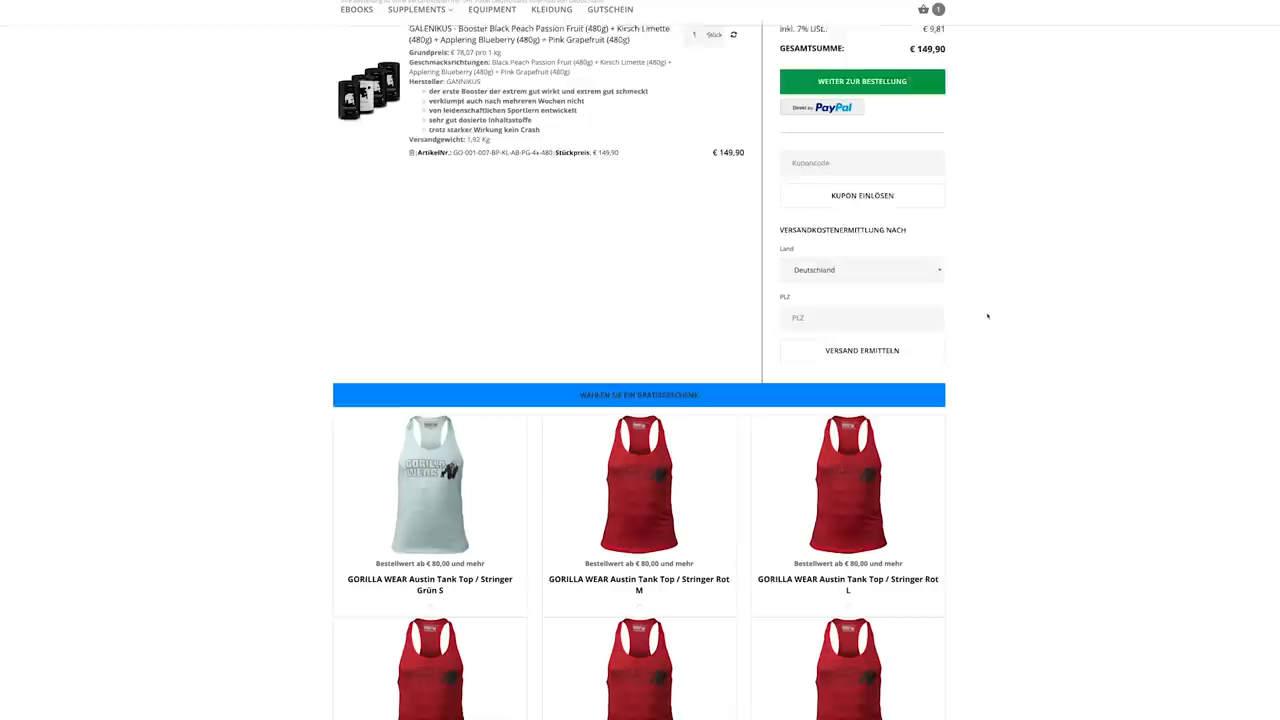 EBOOKS SUPPLEMENTS EQUIPMENT KLEIDUNG GUTSCHEIN 1
GALENIKUS - Booster Black Peach Passion Fruit (480g) + Kirsch Limette
(480g) + Applering Blueberry (480g) + Pink Grapefruit (480g)
1 Stück
Grundpreis: € 78,07 pro 1 kg
Geschmacksrichtungen: Black Peach Passion Fruit (480g) + Kirsch Limette (480g) +
Applering Blueberry (480g) + Pink Grapefruit (480g)
Hersteller: GANNIKUS
der erste Booster der extrem gut wirkt und extrem gut schmeckt
verklumpt auch nach mehreren Wochen nicht
von leidenschaftlichen Sportlern entwickelt
sehr gut dosierte Inhaltsstoffe
trotz starker Wirkung kein Crash
Versandgewicht: 1,92 Kg
ArtikelNr.: GO-001-007-BP-KL-AB-PG-4x-480; Stückpreis: € 149,90
€ 149,90
inkl. 7% USt.: € 9,81
GESAMTSUMME: € 149,90
WEITER ZUR BESTELLUNG
Direkt zu PayPal
Kuponcode
KUPON EINLÖSEN
VERSANDKOSTENERMITTLUNG NACH
Land
Deutschland
PLZ
PLZ
VERSAND ERMITTELN
WÄHLEN SIE EIN GRATISGESCHENK
GORILLA
WEAR
Bestellwert ab € 80,00 und mehr
GORILLA WEAR Austin Tank Top / Stringer
Grün S
Bestellwert ab € 80,00 und mehr
GORILLA WEAR Austin Tank Top / Stringer Rot
M
Bestellwert ab € 80,00 und mehr
GORILLA WEAR Austin Tank Top / Stringer Rot
L